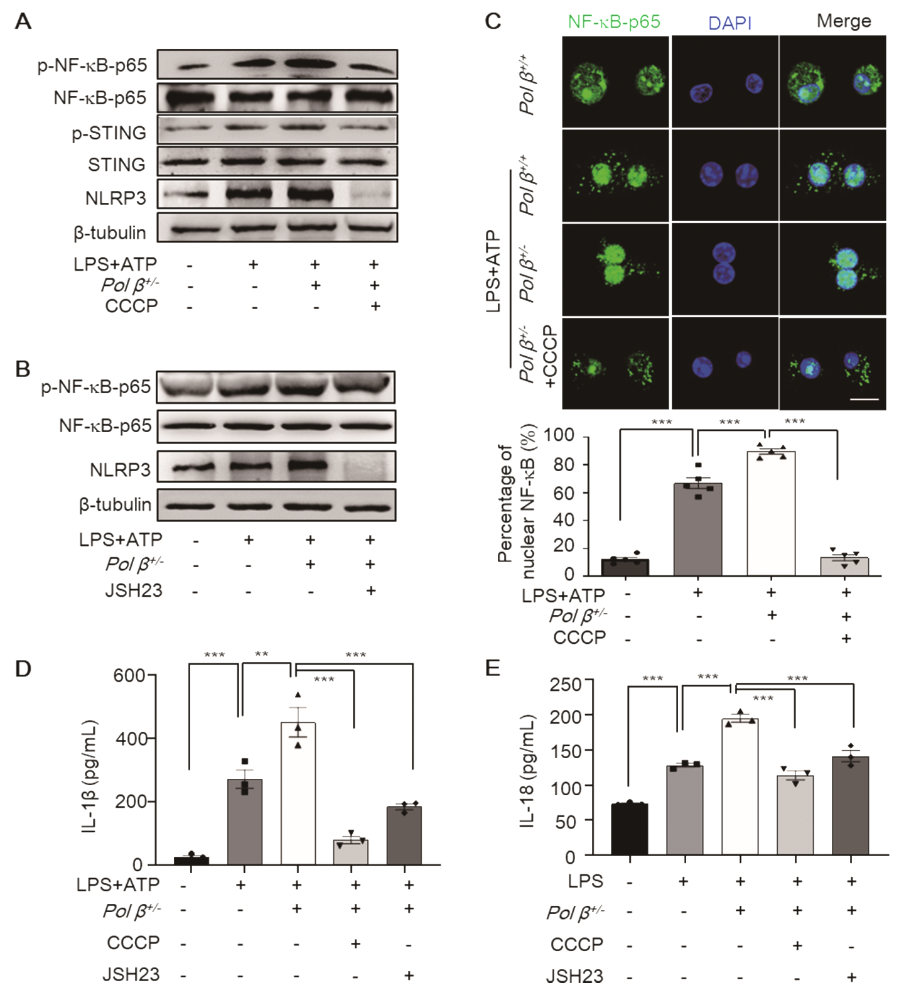 A
p-NF-κB-p65
NF-κB-p65
p-STING
STING
NLRP3
β-tubulin
LPS+ATP - + + +
Pol β+/- - - + +
CCCP - - - +
B
p-NF-κB-p65
NF-κB-p65
NLRP3
β-tubulin
LPS+ATP - + + +
Pol β+/- - - + +
JSH23 - - - +
C
NF-κB-p65 DAPI Merge
Pol β+/+
Pol β+/+
Pol β+/-
Pol β+/-
+CCCP
LPS+ATP
*** *** ***
Percentage of
nuclear NF-κB (%)
100
80
60
40
20
0
LPS+ATP - + + +
Pol β+/- - - + +
CCCP - - - +
D
*** ** ***
***
IL-1β (pg/mL)
600
400
200
0
LPS+ATP - + + + +
Pol β+/- - - + + +
CCCP - - - + -
JSH23 - - - - +
E
*** *** ***
***
IL-18 (pg/mL)
250
200
150
100
50
0
LPS - + + + +
Pol β+/- - - + + +
CCCP - - - + -
JSH23 - - - - +